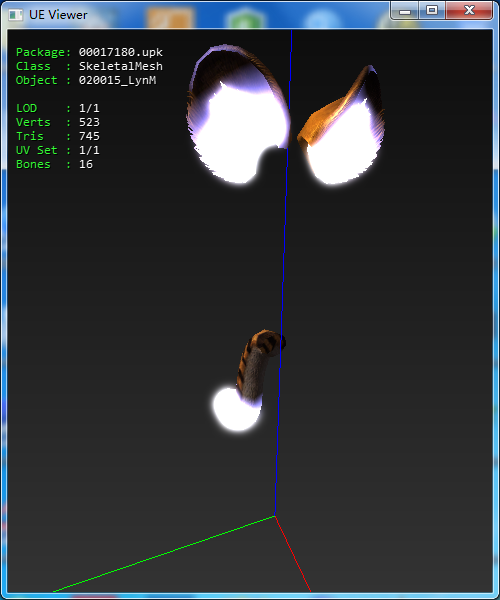 UE Viewer
Package: 00017180.upk
Class : SkeletalMesh
Object : 020015_LynM
LOD : 1/1
Verts : 523
Tris : 745
UV Set : 1/1
Bones : 16